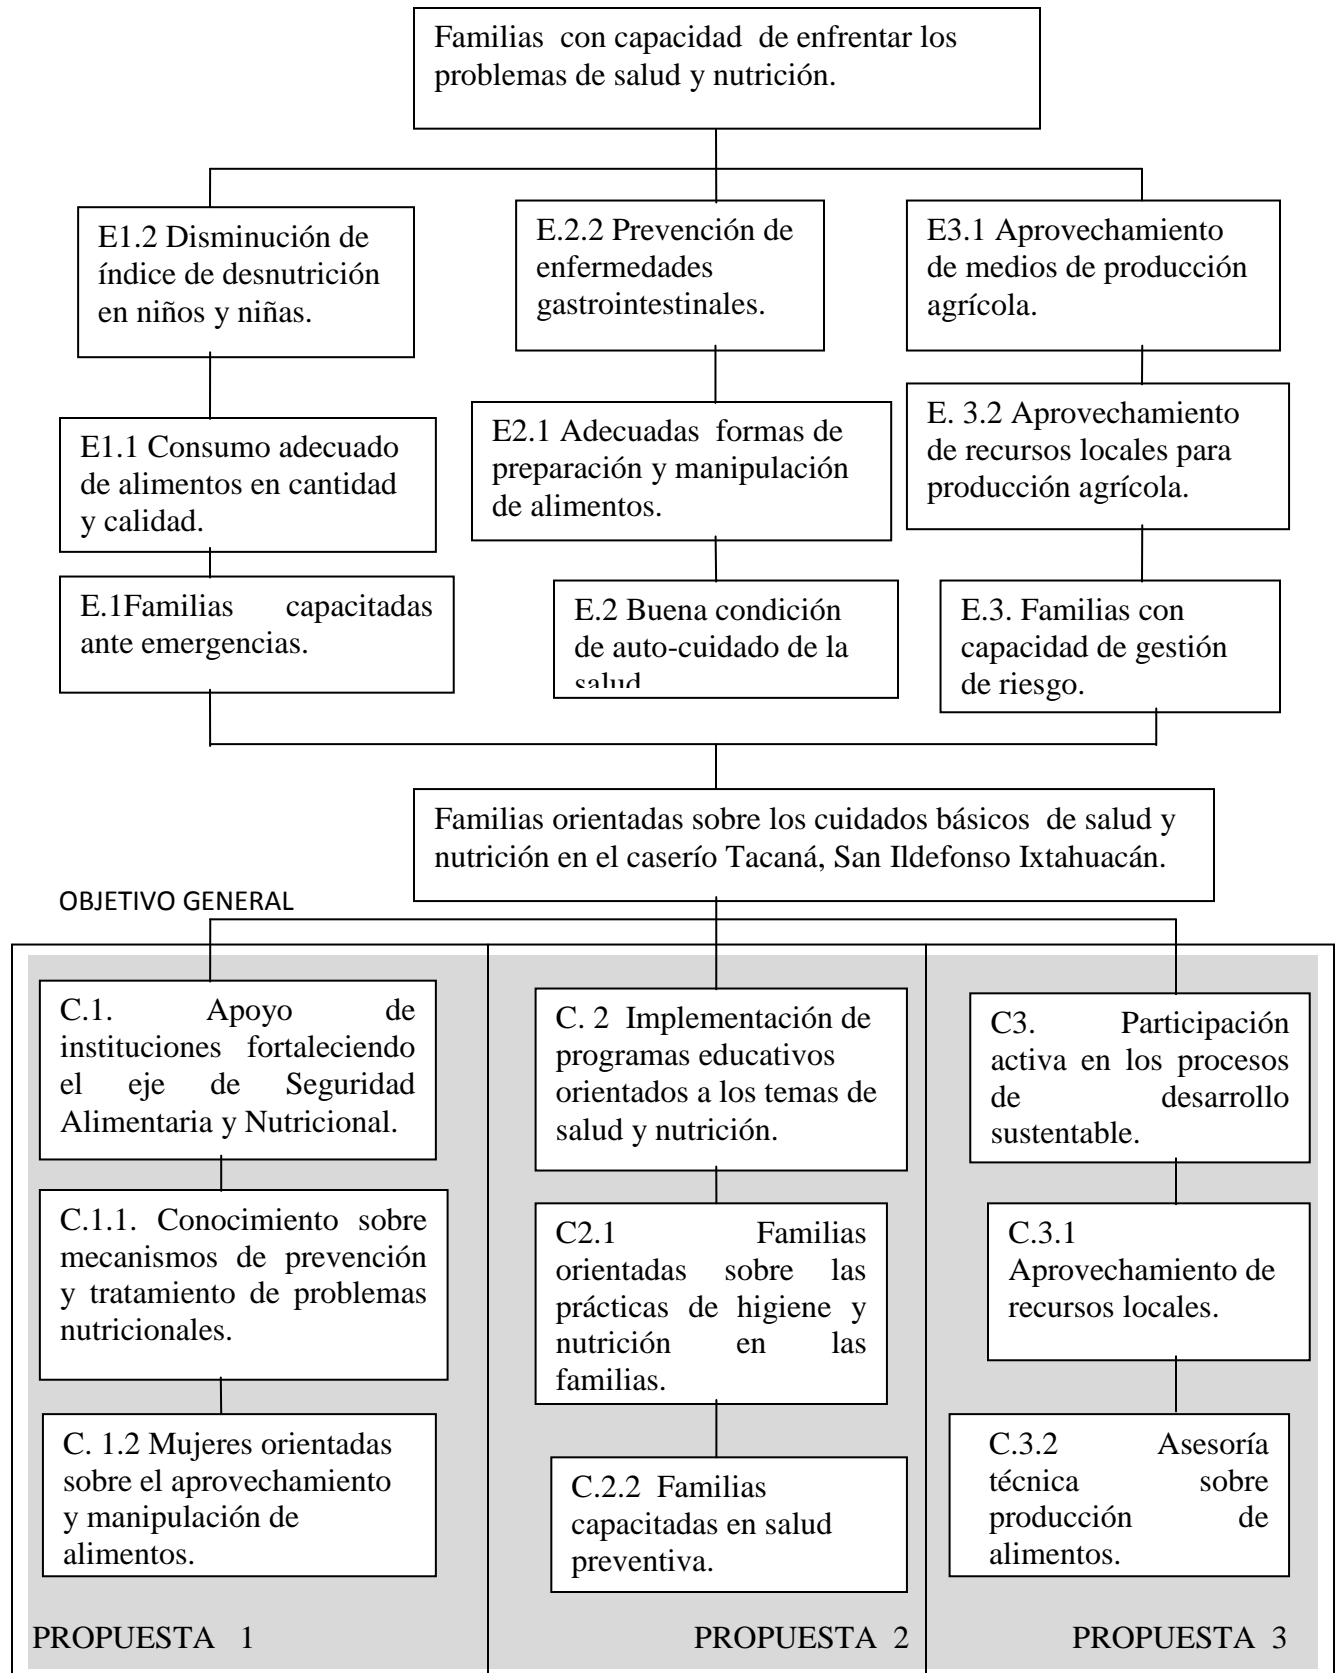 Familias con capacidad de enfrentar los
problemas de salud y nutrición.
E1.2 Disminución de
índice de desnutrición
en niños y niñas.
E.2.2 Prevención de
enfermedades
gastrointestinales.
E3.1 Aprovechamiento
de medios de producción
agrícola.
E1.1 Consumo adecuado
de alimentos en cantidad
y calidad.
E2.1 Adecuadas formas de
preparación y manipulación
de alimentos.
E. 3.2 Aprovechamiento
de recursos locales para
producción agrícola.
E.1Familias capacitadas
ante emergencias.
E.2 Buena condición
de auto-cuidado de la
salud
E.3. Familias con
capacidad de gestión
de riesgo.
Familias orientadas sobre los cuidados básicos de salud y
nutrición en el caserío Tacaná, San Ildefonso Ixtahuacán.
OBJETIVO GENERAL
C.1. Apoyo de
instituciones fortaleciendo
el eje de Seguridad
Alimentaria y Nutricional.
C. 2 Implementación de
programas educativos
orientados a los temas de
salud y nutrición.
C3. Participación
activa en los procesos
de desarrollo
sustentable.
C.1.1. Conocimiento sobre
mecanismos de prevención
y tratamiento de problemas
nutricionales.
C2.1 Familias
orientadas sobre las
prácticas de higiene y
nutrición en las
familias.
C.3.1
Aprovechamiento de
recursos locales.
C. 1.2 Mujeres orientadas
sobre el aprovechamiento
y manipulación de
alimentos.
C.2.2 Familias
capacitadas en salud
preventiva.
C.3.2 Asesoría
técnica sobre
producción de
alimentos.
PROPUESTA 1
PROPUESTA 2
PROPUESTA 3